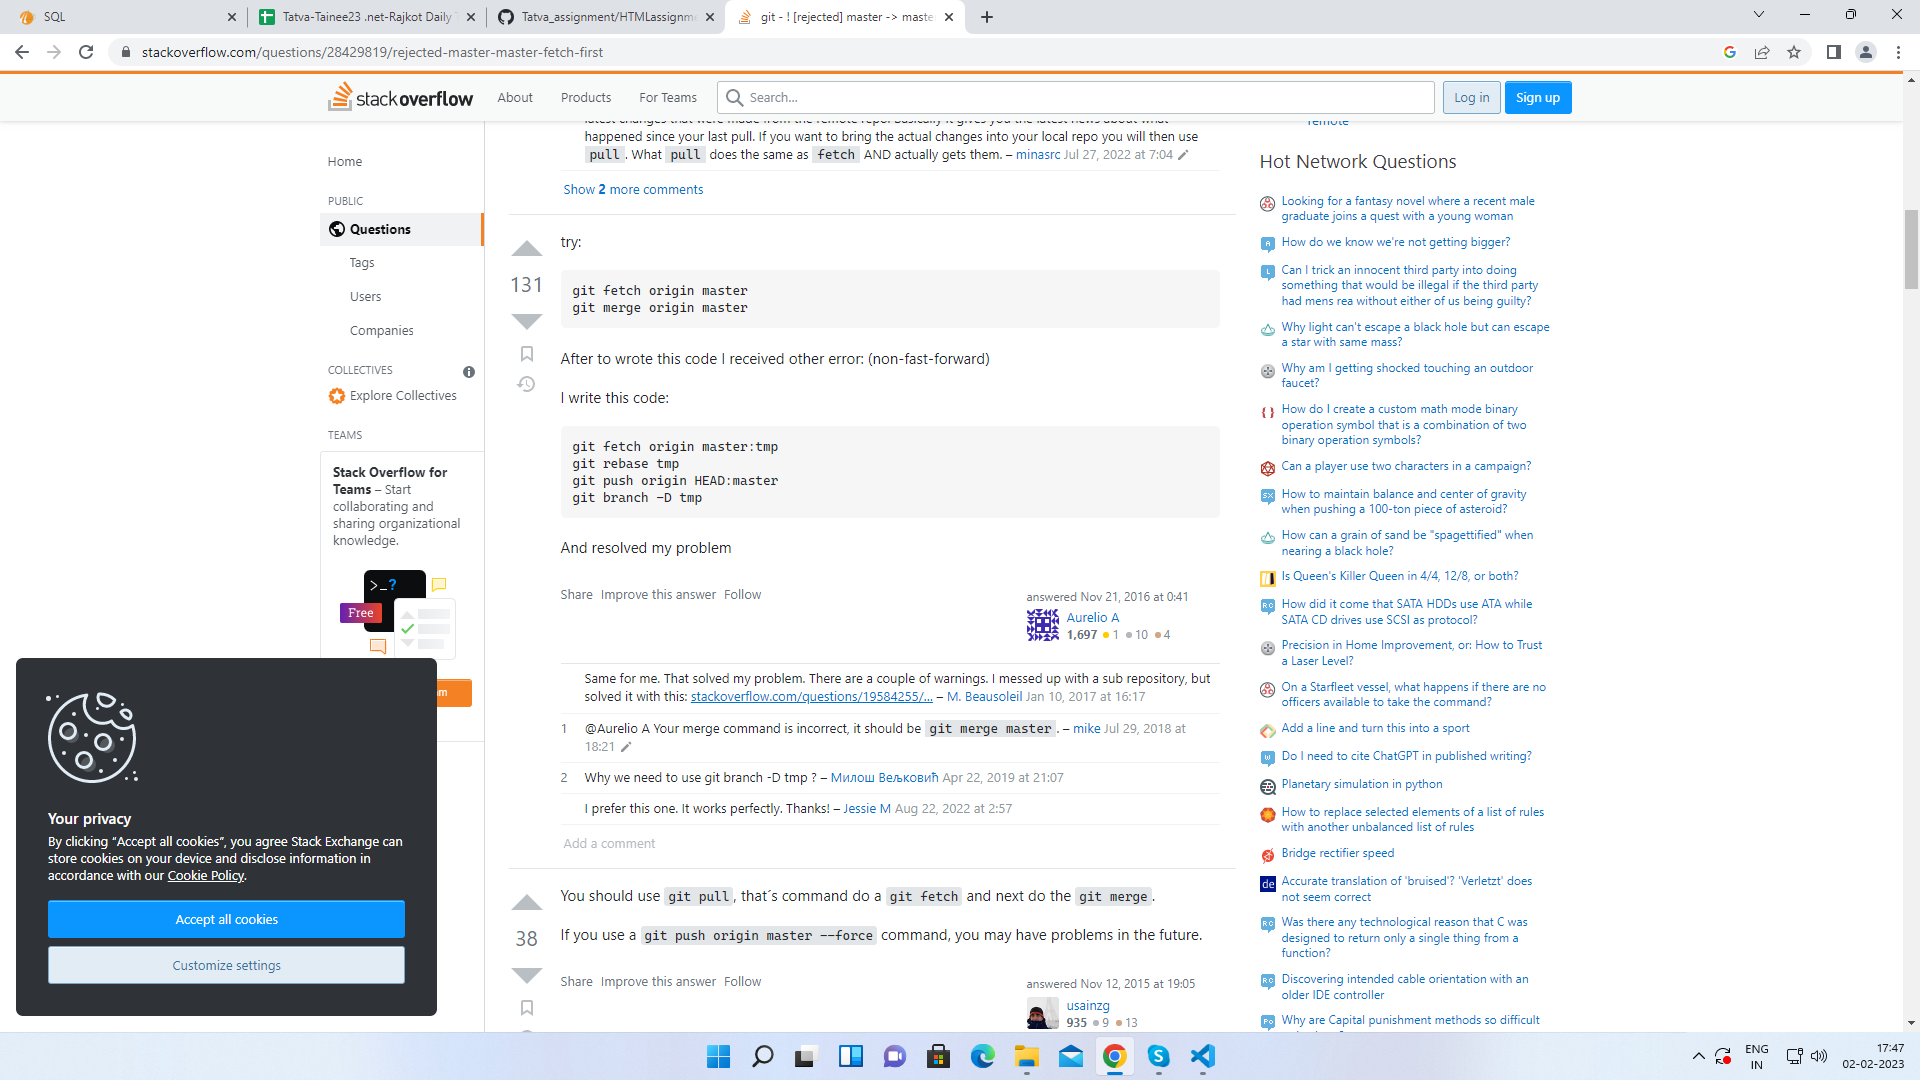 SQL
Tatva-Tainee23 .net-Rajkot Daily
Tatva_assignment/HTMLassignme
git - ! [rejected] master -> maste
stackoverflow.com/questions/28429819/rejected-master-master-fetch-first
stackoverflow
About
Products
For Teams
Search...
Log in
Sign up
Home
PUBLIC
Questions
Tags
Users
Companies
COLLECTIVES
Explore Collectives
TEAMS
Stack Overflow for
Teams – Start
collaborating and
sharing organizational
knowledge.
>_?
Free
Your privacy
By clicking “Accept all cookies”, you agree Stack Exchange can
store cookies on your device and disclose information in
accordance with our Cookie Policy.
Accept all cookies
Customize settings
latest changes that were made from the remote repo. Basically it gives you the latest news about what
happened since your last pull. If you want to bring the actual changes into your local repo you will then use
pull . What pull does the same as fetch AND actually gets them. – minasrc Jul 27, 2022 at 7:04
Show 2 more comments
131
try:
git fetch origin master
git merge origin master
After to wrote this code I received other error: (non-fast-forward)
I write this code:
git fetch origin master:tmp
git rebase tmp
git push origin HEAD:master
git branch -D tmp
And resolved my problem
Share Improve this answer Follow
answered Nov 21, 2016 at 0:41
Aurelio A
1,697 1 10 4
Same for me. That solved my problem. There are a couple of warnings. I messed up with a sub repository, but
solved it with this: stackoverflow.com/questions/19584255/… – M. Beausoleil Jan 10, 2017 at 16:17
1 @Aurelio A Your merge command is incorrect, it should be git merge master . – mike Jul 29, 2018 at
18:21
2 Why we need to use git branch -D tmp ? – Милош Вељковић Apr 22, 2019 at 21:07
I prefer this one. It works perfectly. Thanks! – Jessie M Aug 22, 2022 at 2:57
Add a comment
38
You should use git pull , that´s command do a git fetch and next do the git merge .
If you use a git push origin master --force command, you may have problems in the future.
Share Improve this answer Follow
answered Nov 12, 2015 at 19:05
usainzg
935 9 13
remote
Hot Network Questions
Looking for a fantasy novel where a recent male
graduate joins a quest with a young woman
How do we know we're not getting bigger?
Can I trick an innocent third party into doing
something that would be illegal if the third party
had mens rea without either of us being guilty?
Why light can't escape a black hole but can escape
a star with same mass?
Why am I getting shocked touching an outdoor
faucet?
How do I create a custom math mode binary
operation symbol that is a combination of two
binary operation symbols?
Can a player use two characters in a campaign?
How to maintain balance and center of gravity
when pushing a 100-ton piece of asteroid?
How can a grain of sand be "spagettified" when
nearing a black hole?
Is Queen's Killer Queen in 4/4, 12/8, or both?
How did it come that SATA HDDs use ATA while
SATA CD drives use SCSI as protocol?
Precision in Home Improvement, or: How to Trust
a Laser Level?
On a Starfleet vessel, what happens if there are no
officers available to take the command?
Add a line and turn this into a sport
Do I need to cite ChatGPT in published writing?
Planetary simulation in python
How to replace selected elements of a list of rules
with another unbalanced list of rules
Bridge rectifier speed
de
Accurate translation of 'bruised'? 'Verletzt' does
not seem correct
Was there any technological reason that C was
designed to return only a single thing from a
function?
Discovering intended cable orientation with an
older IDE controller
Why are Capital punishment methods so difficult
ENG
IN
17:47
02-02-2023